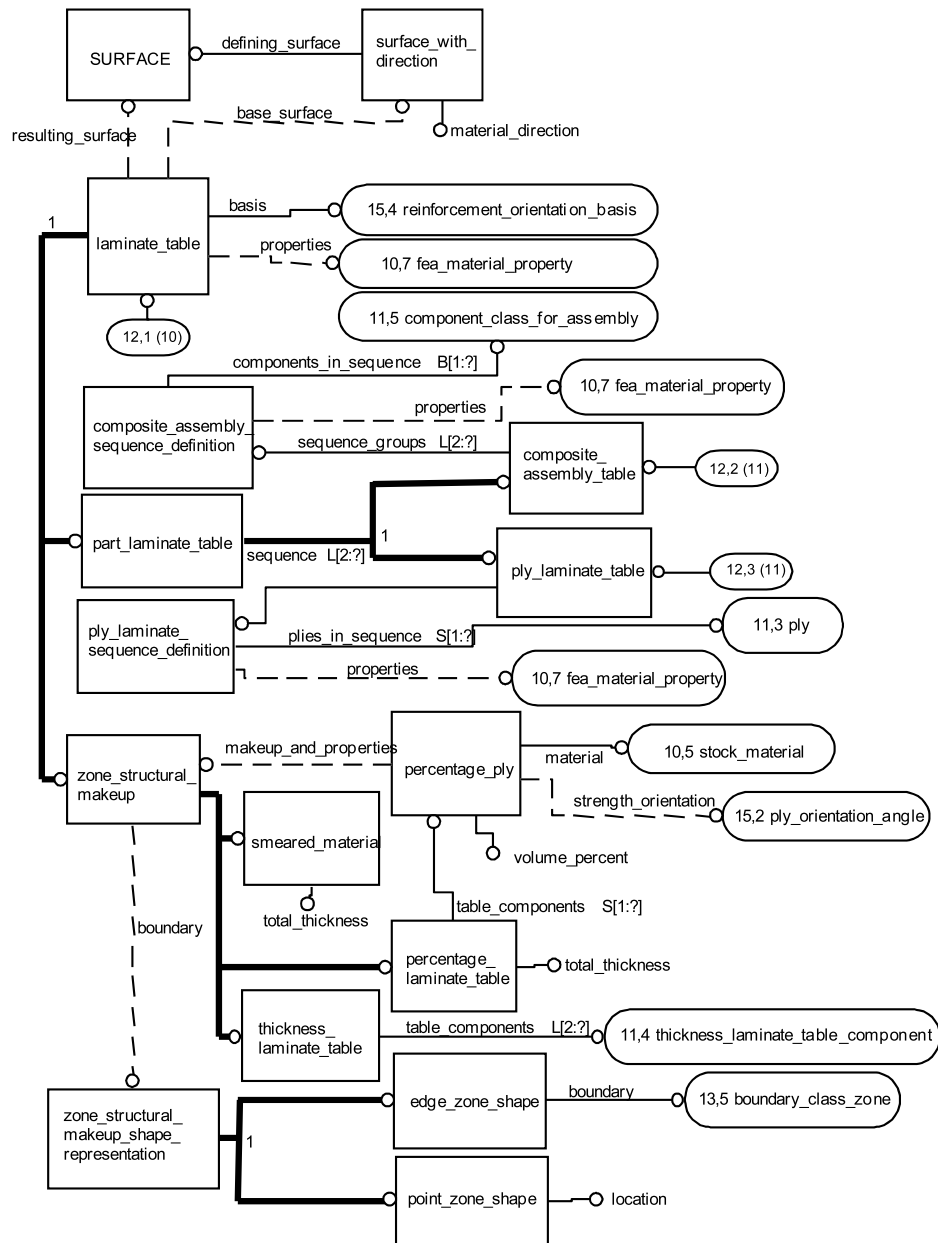 defining_surface
surface_with_
direction
SURFACE
base_surface
material_direction
resulting_surface
1
basis
15,4 reinforcement_orientation_basis
laminate_table
properties
10,7 fea_material_property
11,5 component_class_for_assembly
12,1 (10)
components_in_sequence B[1:?]
10,7 fea_material_property
properties
composite_assembly_
sequence_definition
sequence_groups L[2:?]
composite_
assembly_table
12,2 (11)
part_laminate_table
1
sequence L[2:?]
ply_laminate_table
12,3 (11)
ply_laminate_
sequence_definition
plies_in_sequence S[1:?]
11,3 ply
properties
10,7 fea_material_property
makeup_and_properties
percentage_ply
material
10,5 stock_material
zone_structural_
makeup
strength_orientation
15,2 ply_orientation_angle
smeared_material
volume_percent
total_thickness
table_components S[1:?]
boundary
percentage_
laminate_table
total_thickness
thickness_
laminate_table
table_components L[2:?]
11,4 thickness_laminate_table_component
edge_zone_shape
boundary
13,5 boundary_class_zone
zone_structural_
makeup_shape_
representation
1
point_zone_shape
location